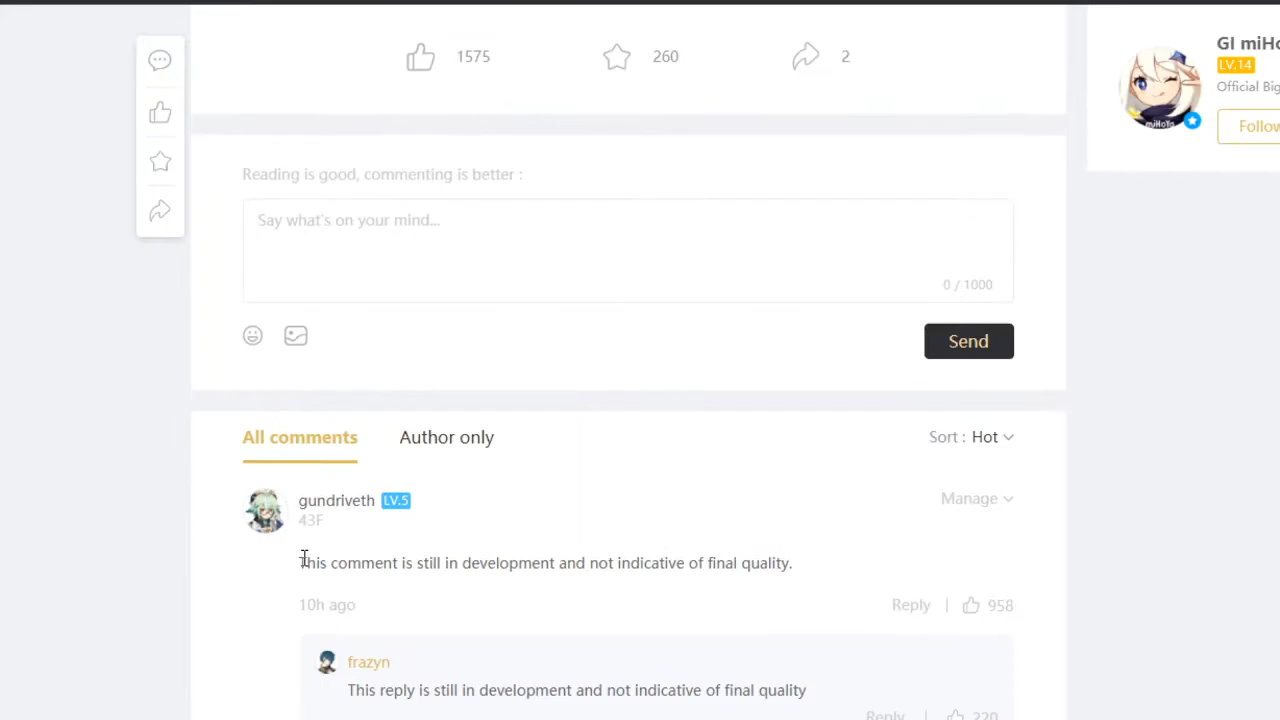 1575
260
2
GI miHo
LV.14
Official Big
Follow
miHoYo
Reading is good, commenting is better :
Say what's on your mind...
0 / 1000
Send
All comments
Author only
Sort : Hot
gundriveth LV.5
Manage
43F
This comment is still in development and not indicative of final quality.
10h ago
Reply | 958
frazyn
This reply is still in development and not indicative of final quality
Reply | 220